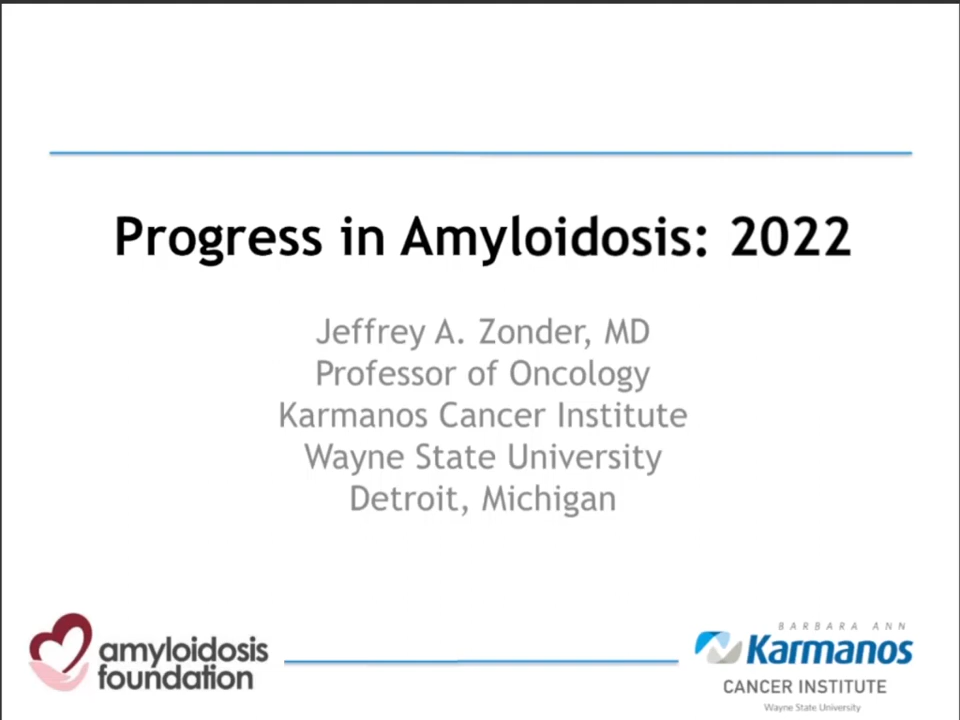 Progress in Amyloidosis: 2022
Jeffrey A. Zonder, MD
Professor of Oncology
Karmanos Cancer Institute
Wayne State University
Detroit, Michigan
amyloidosis
foundation
BARBARA ANN
Karmanos
CANCER INSTITUTE
Wayne State University